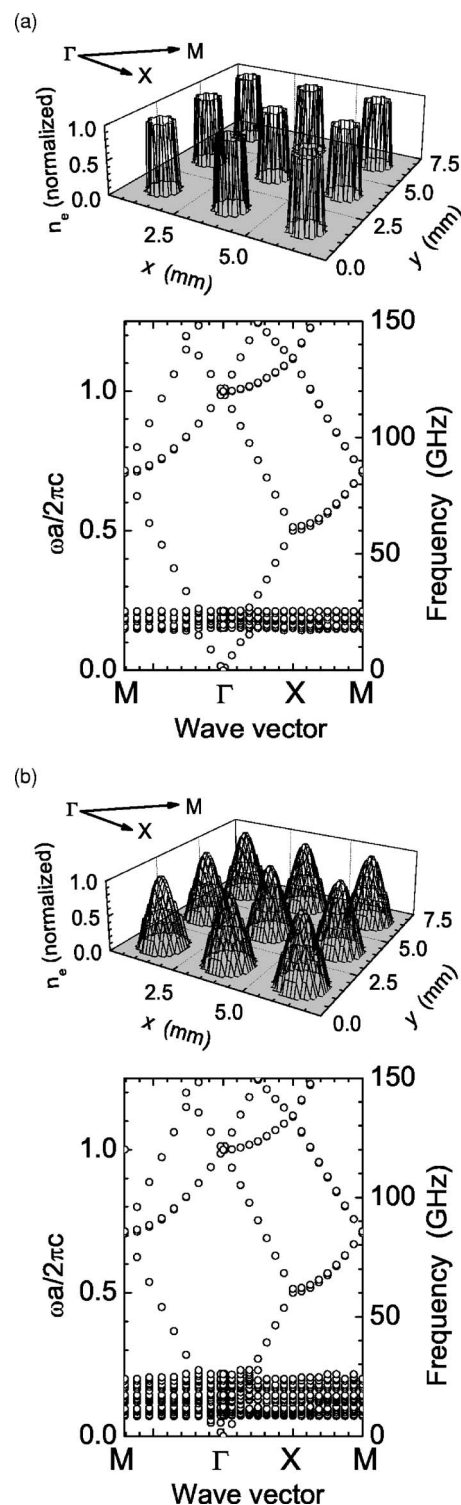 (a)
Γ M
X
n_e (normalized)
1.0
0.5
0.0
2.5
5.0
x (mm)
7.5
5.0
2.5
0.0
y (mm)
ωa/2πc
1.0
0.5
0.0
150
100
50
0
Frequency (GHz)
M Γ X M
Wave vector
(b)
Γ M
X
n_e (normalized)
1.0
0.5
0.0
2.5
5.0
x (mm)
7.5
5.0
2.5
0.0
y (mm)
ωa/2πc
1.0
0.5
0.0
150
100
50
0
Frequency (GHz)
M Γ X M
Wave vector